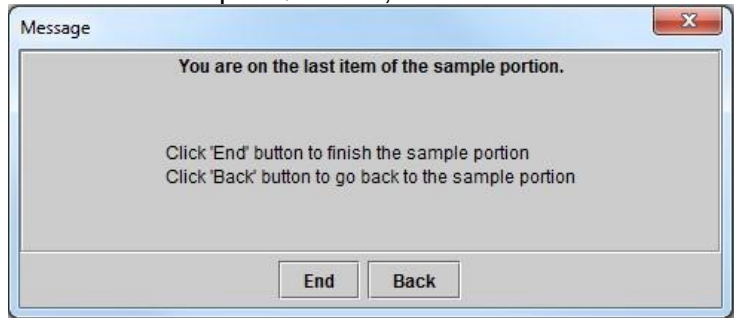 Message
You are on the last item of the sample portion.
Click 'End' button to finish the sample portion
Click 'Back' button to go back to the sample portion
End Back